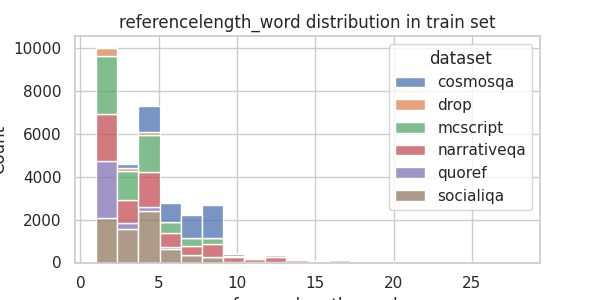 referencelength_word distribution in train set
10000
8000
6000
4000
2000
0
Count
0 5 10 15 20 25
dataset
cosmosqa
drop
mcscript
narrativeqa
quoref
socialiqa